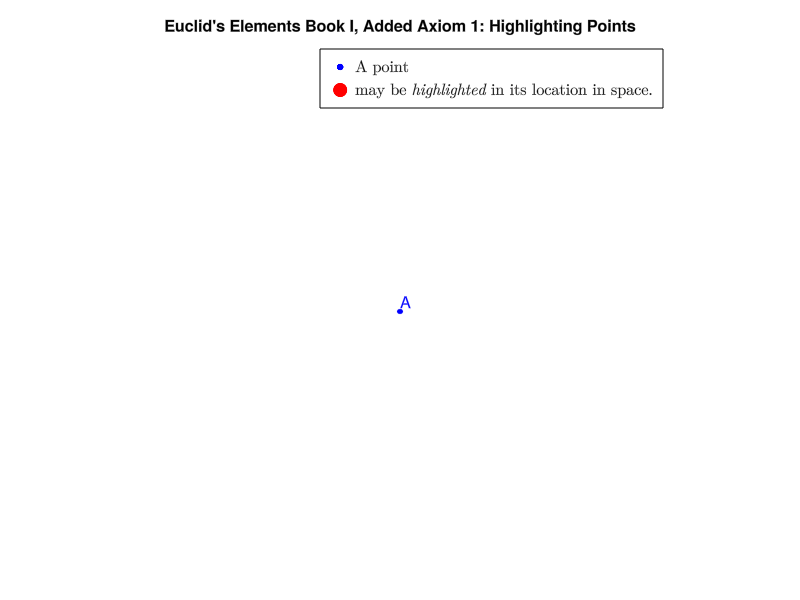 Euclid's Elements Book I, Added Axiom 1: Highlighting Points
A point
may be highlighted in its location in space.
A